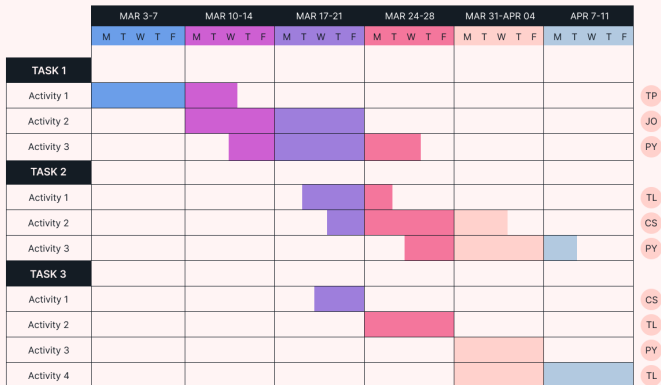 MAR 3-7 MAR 10-14 MAR 17-21 MAR 24-28 MAR 31-APR 04 APR 7-11
M T W T F M T W T F M T W T F M T W T F M T W T F M T W T F
TASK 1
Activity 1 TP
Activity 2 JO
Activity 3 PY
TASK 2
Activity 1 TL
Activity 2 CS
Activity 3 PY
TASK 3
Activity 1 CS
Activity 2 TL
Activity 3 PY
Activity 4 TL